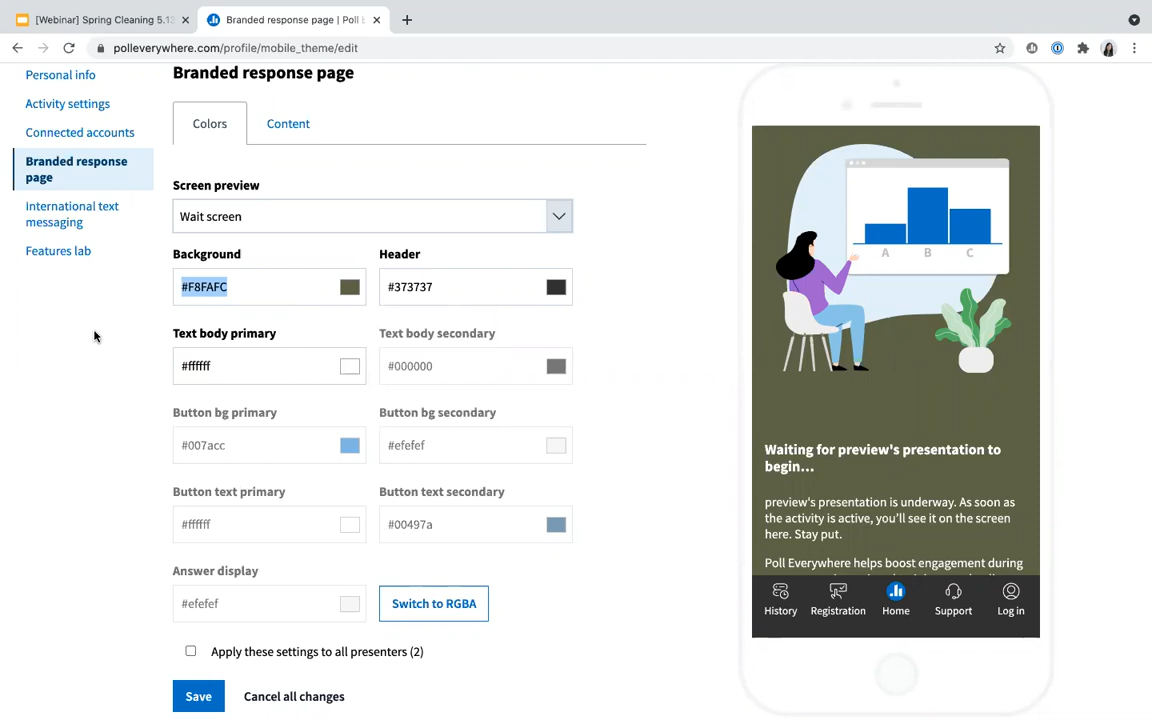 [Webinar] Spring Cleaning 5.13
Branded response page | Poll
polleverywhere.com/profile/mobile_theme/edit
Personal info
Activity settings
Connected accounts
Branded response
page
International text
messaging
Features lab
Branded response page
Colors
Content
Screen preview
Wait screen
Background
Header
#F8FAFC
#373737
Text body primary
Text body secondary
#ffffff
#000000
Button bg primary
Button bg secondary
#007acc
#efefef
Button text primary
Button text secondary
#ffffff
#00497a
Answer display
#efefef
Switch to RGBA
Apply these settings to all presenters (2)
Save
Cancel all changes
A B C
Waiting for preview's presentation to
begin...
preview's presentation is underway. As soon as
the activity is active, you'll see it on the screen
here. Stay put.
Poll Everywhere helps boost engagement during
History
Registration
Home
Support
Log in